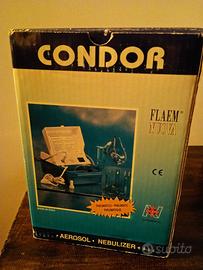 CONDOR
FLAEM
NUOVA
CE
• AEROSOL • NEBULIZER •
subito